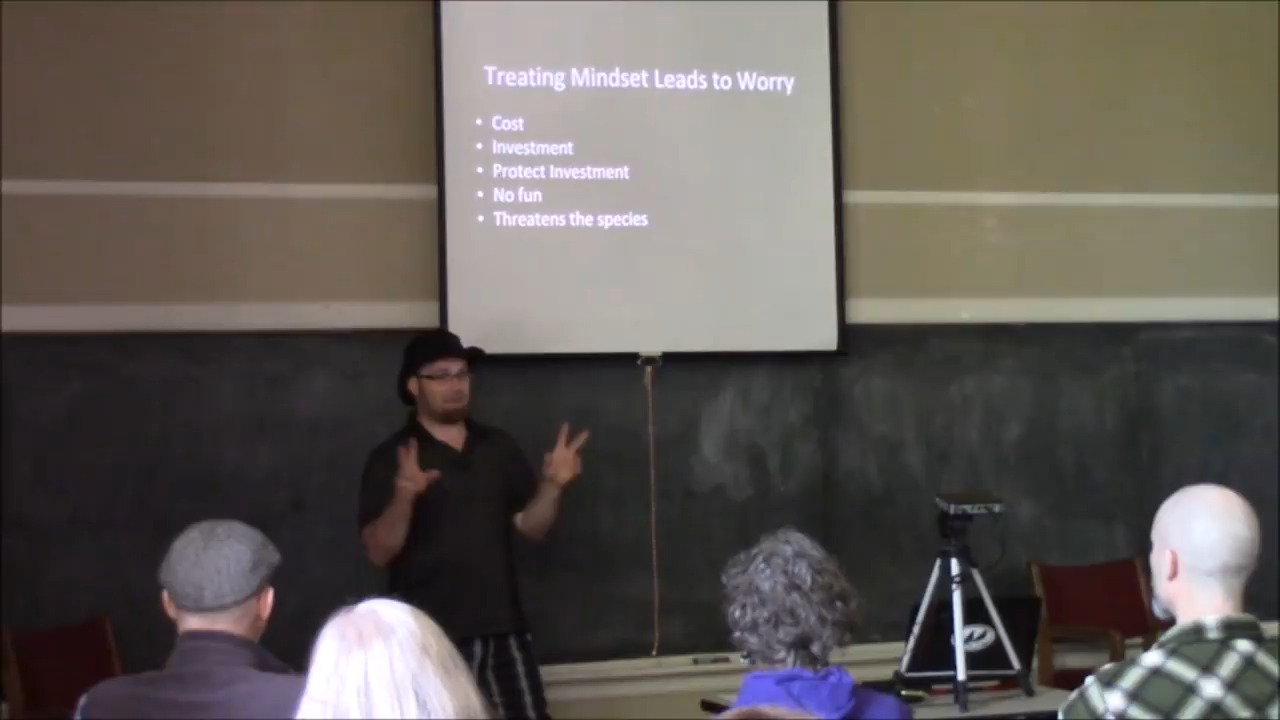 Treating Mindset Leads to Worry
• Cost
• Investment
• Protect Investment
• No fun
• Threatens the species